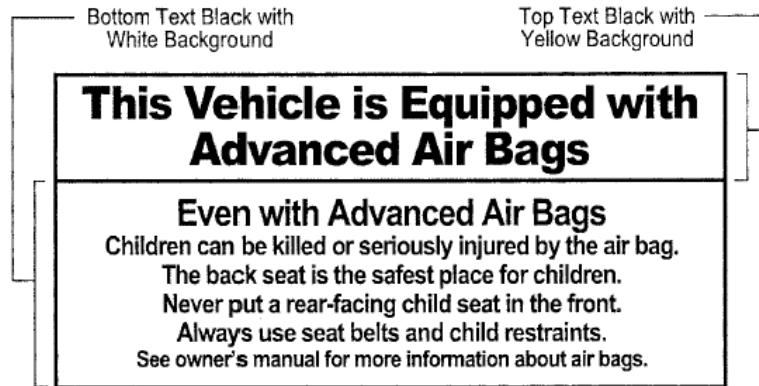 Bottom Text Black with
White Background
Top Text Black with
Yellow Background
This Vehicle is Equipped with
Advanced Air Bags
Even with Advanced Air Bags
Children can be killed or seriously injured by the air bag.
The back seat is the safest place for children.
Never put a rear-facing child seat in the front.
Always use seat belts and child restraints.
See owner's manual for more information about air bags.